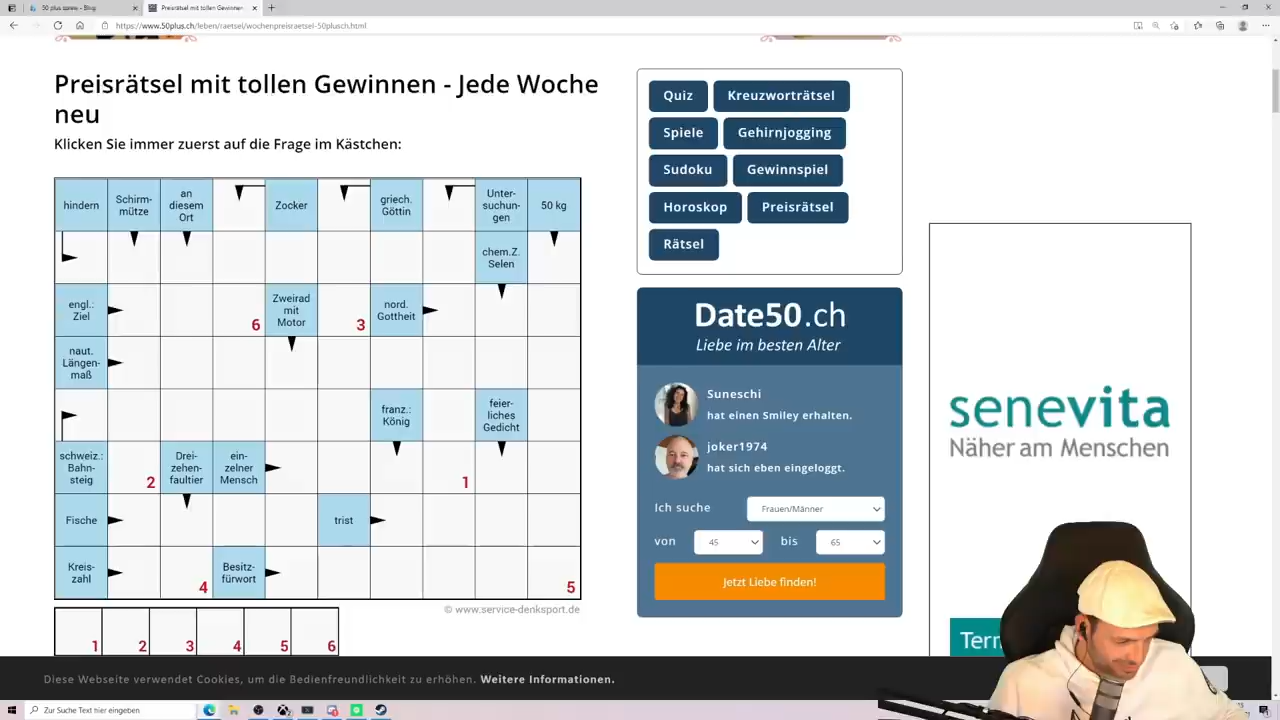 50 plus szene - Blog
Preisrätsel mit tollen Gewinnen
https://www.50plus.ch/leben/raetsel/wochenpreisraetsel-50plusch.html
Preisrätsel mit tollen Gewinnen - Jede Woche
neu
Klicken Sie immer zuerst auf die Frage im Kästchen:
hindern
Schirm-
mütze
an
diesem
Ort
Zocker
griech.
Göttin
Unter-
suchun-
gen
50 kg
chem.Z.
Selen
engl.:
Ziel
6
Zweirad
mit
Motor
3
nord.
Gottheit
naut.
Längen-
maß
franz.:
König
feier-
liches
Gedicht
schweiz.:
Bahn-
steig
2
Drei-
zehen-
faultier
ein-
zelner
Mensch
1
Fische
trist
Kreis-
zahl
4
Besitz-
fürwort
5
© www.service-denksport.de
1 2 3 4 5 6
Quiz
Kreuzworträtsel
Spiele
Gehirnjogging
Sudoku
Gewinnspiel
Horoskop
Preisrätsel
Rätsel
Date50.ch
Liebe im besten Alter
Suneschi
hat einen Smiley erhalten.
joker1974
hat sich eben eingeloggt.
Ich suche
Frauen/Männer
von
45
bis
65
Jetzt Liebe finden!
senevita
Näher am Menschen
Diese Webseite verwendet Cookies, um die Bedienfreundlichkeit zu erhöhen. Weitere Informationen.
Zur Suche Text hier eingeben